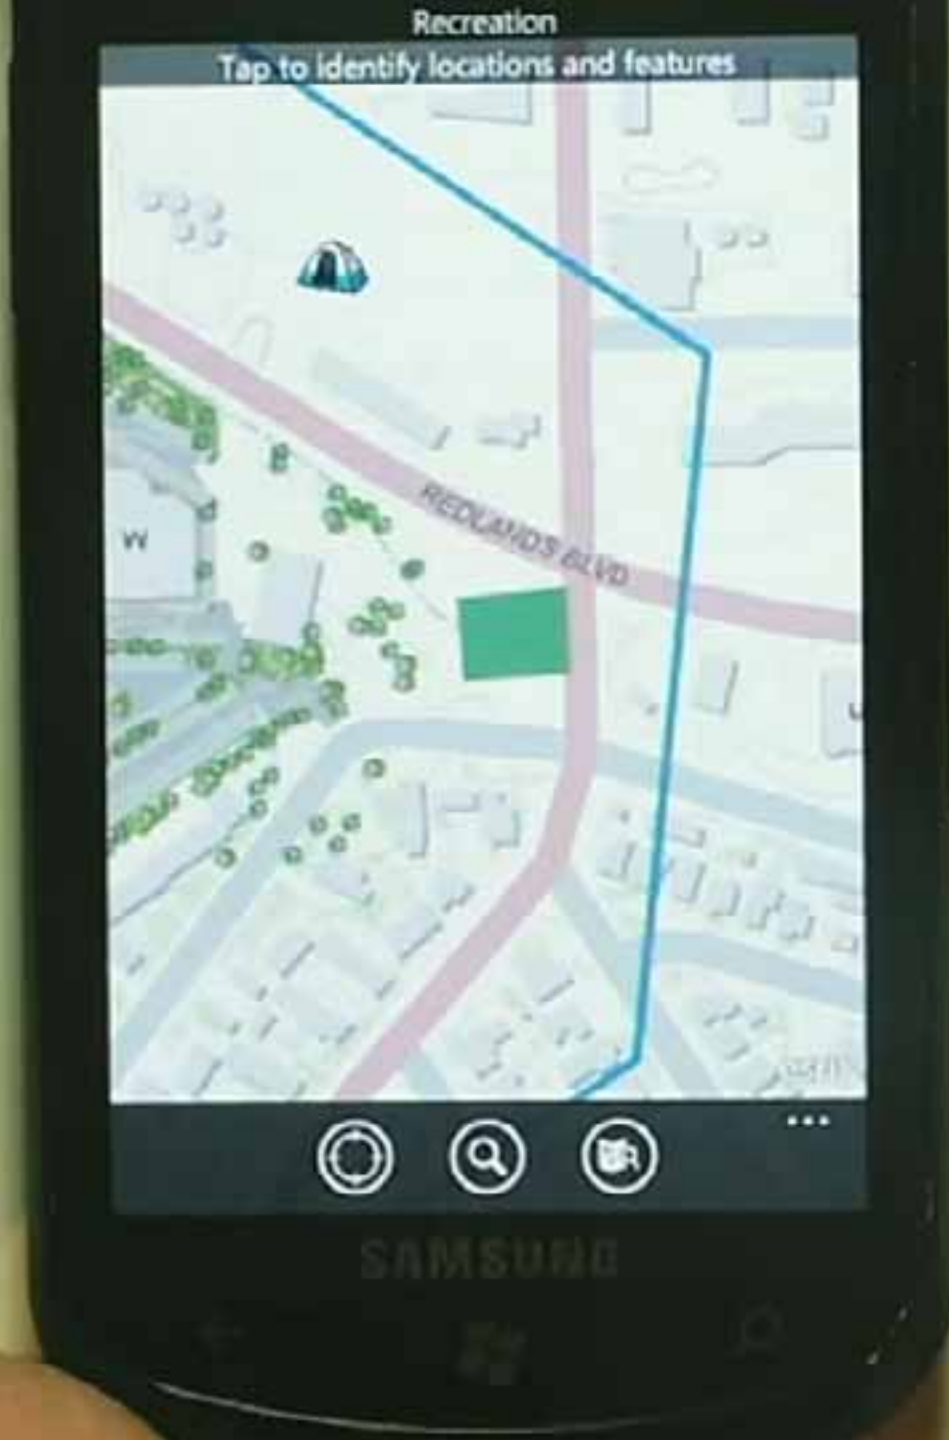 Recreation
Tap to identify locations and features
REDLANDS BLVD
SAMSUNG